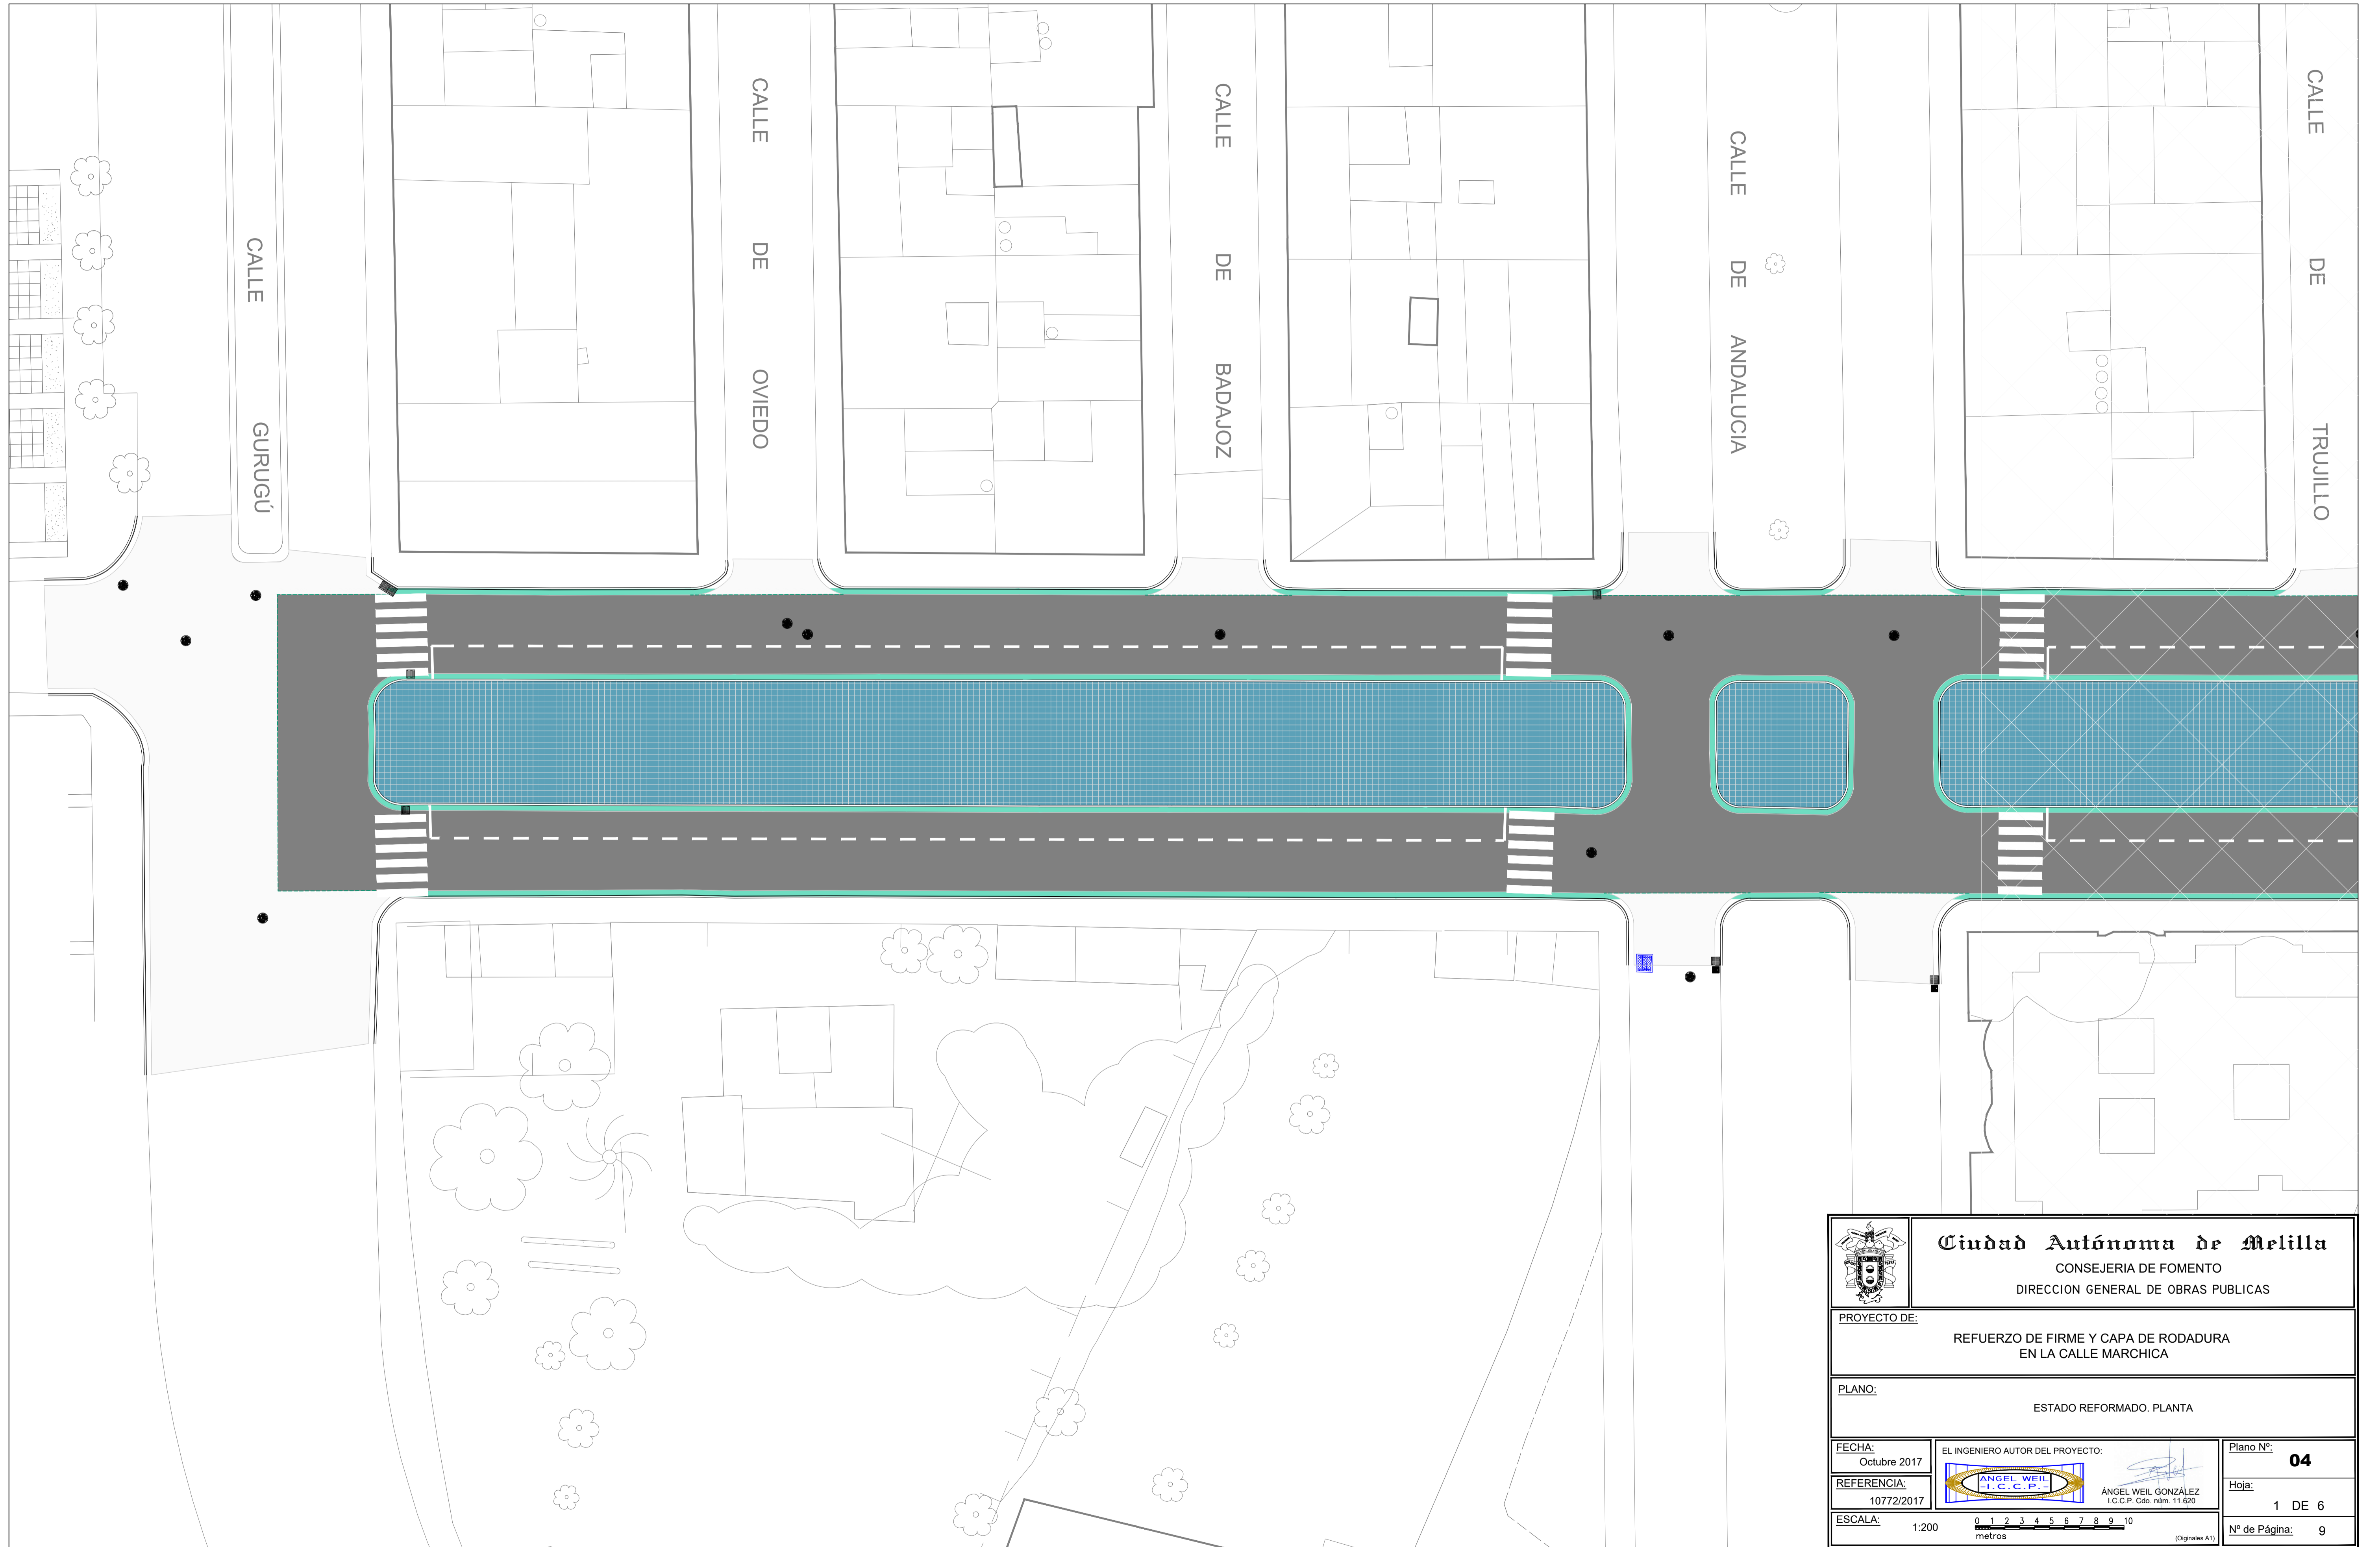 CALLE GURUGÚ
CALLE DE OVIEDO
CALLE DE BADAJOZ
CALLE DE ANDALUCIA
CALLE DE TRUJILLO
Ciudad Autónoma de Melilla
CONSEJERIA DE FOMENTO
DIRECCION GENERAL DE OBRAS PUBLICAS
PROYECTO DE:
REFUERZO DE FIRME Y CAPA DE RODADURA
EN LA CALLE MARCHICA
PLANO:
ESTADO REFORMADO. PLANTA
FECHA:
Octubre 2017
REFERENCIA:
10772/2017
EL INGENIERO AUTOR DEL PROYECTO:
ANGEL WEIL
-I.C.C.P.-
ÁNGEL WEIL GONZÁLEZ
I.C.C.P. Cdo. núm. 11.620
Plano Nº:
04
Hoja:
1 DE 6
ESCALA:
1:200
0 1 2 3 4 5 6 7 8 9 10
metros
(Oiginales A1)
Nº de Página: 9